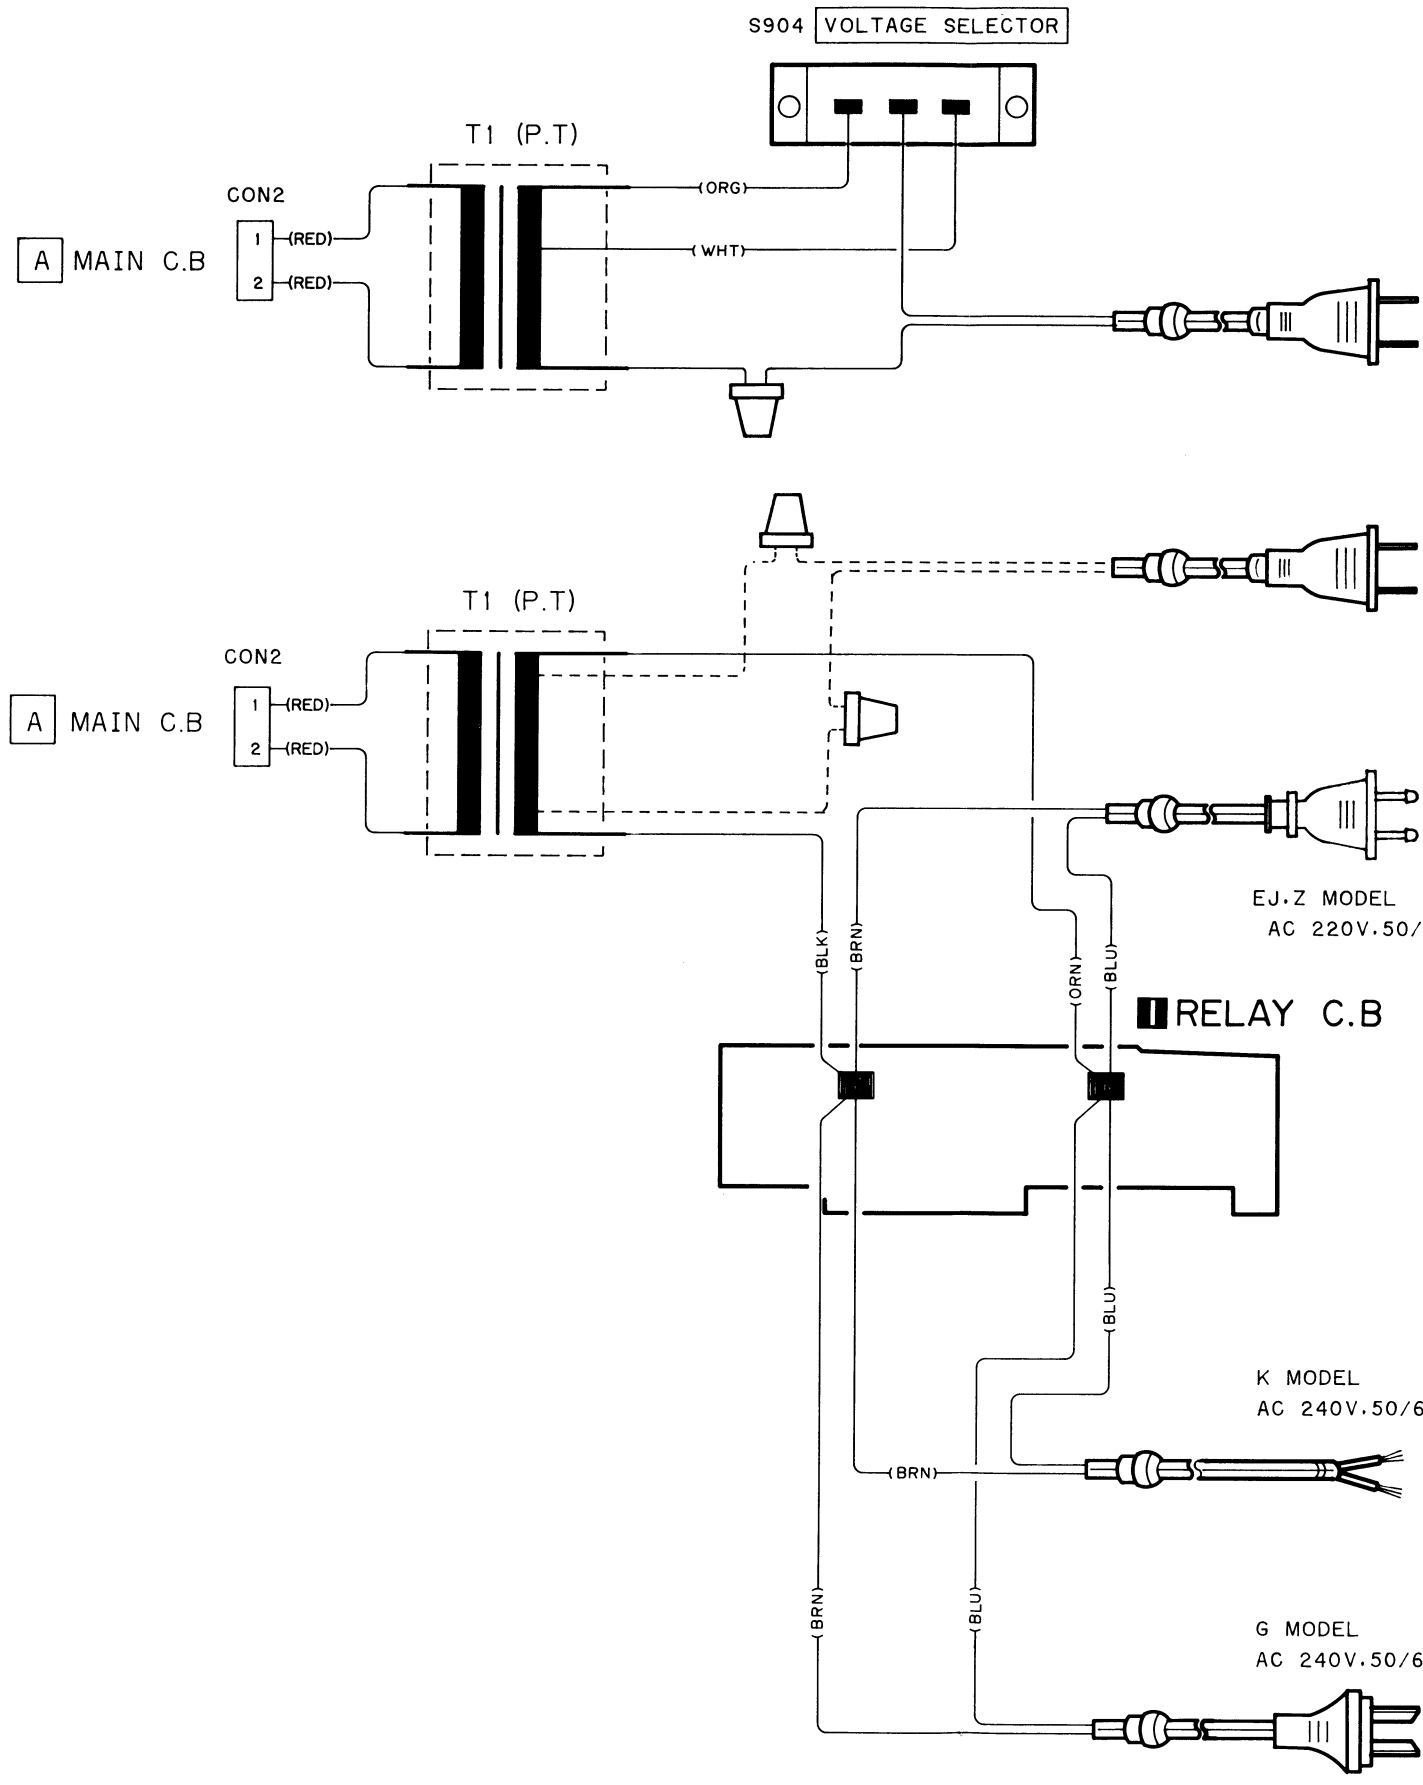 S904 VOLTAGE SELECTOR
T1 (P.T)
(ORG)
CON2
1 (RED)
A MAIN C.B
(WHT)
2 (RED)
T1 (P.T)
CON2
1 (RED)
A MAIN C.B
2 (RED)
EJ.Z MODEL
AC 220V.50/
(BLK)
(BRN)
(ORN)
(BLU)
I RELAY C.B
(BLU)
K MODEL
AC 240V.50/6
(BRN)
(BRN)
(BLU)
G MODEL
AC 240V.50/6